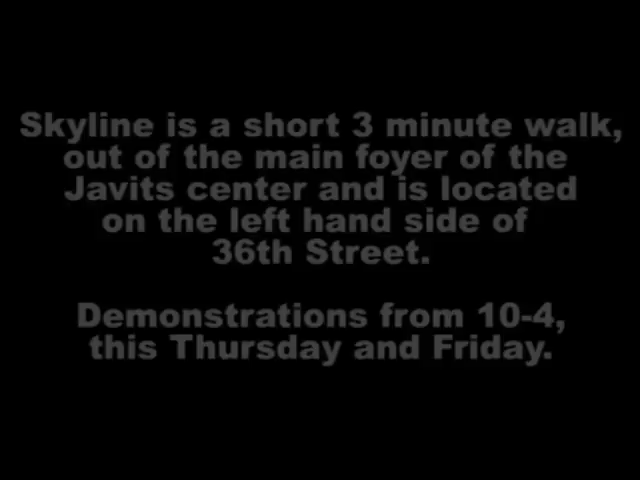 Skyline is a short 3 minute walk,
out of the main foyer of the
Javits center and is located
on the left hand side of
36th Street.
Demonstrations from 10-4,
this Thursday and Friday.